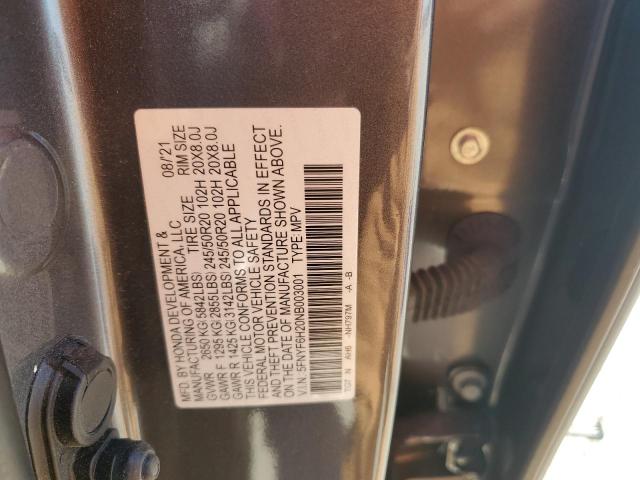 MFD. BY HONDA DEVELOPMENT & 08/'21
MANUFACTURING OF AMERICA, LLC
TIRE SIZE RIM SIZE
GVWR 2650 KG(5842LBS)
GAWR F 1295 KG(2855LBS) 245/50R20 102H 20X8.0J
GAWR R 1425 KG(3142LBS) 245/50R20 102H 20X8.0J
THIS VEHICLE CONFORMS TO ALL APPLICABLE
FEDERAL MOTOR VEHICLE SAFETY
AND THEFT PREVENTION STANDARDS IN EFFECT
ON THE DATE OF MANUFACTURE SHOWN ABOVE.
V.I.N. 5FNYF6H20NB003001 TYPE: MPV
TG7 N AH6 NH797M -A -B